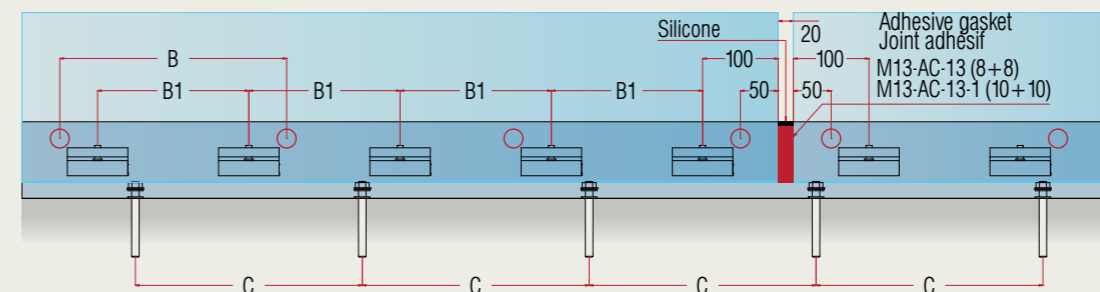 Silicone
20
Adhesive gasket
Joint adhésif
M13-AC-13 (8+8)
M13-AC-13-1 (10+10)
B
100
100
B1
B1
B1
B1
50
50
C
C
C
C